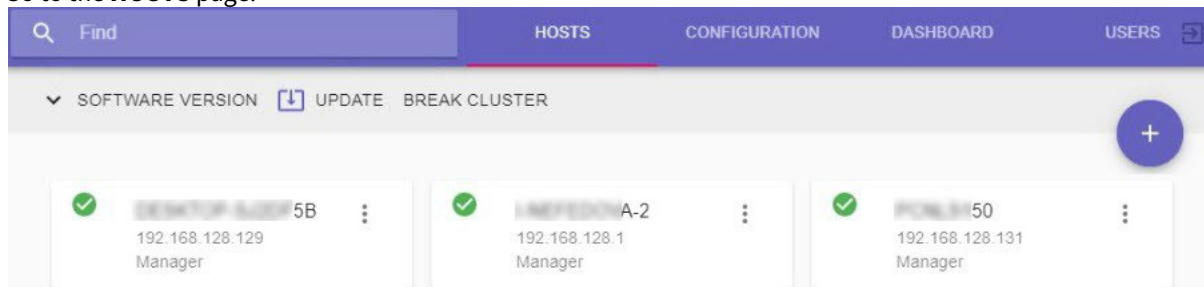 Find HOSTS CONFIGURATION DASHBOARD USERS
SOFTWARE VERSION UPDATE BREAK CLUSTER
+
5B A-2 50
192.168.128.129 192.168.128.1 192.168.128.131
Manager Manager Manager